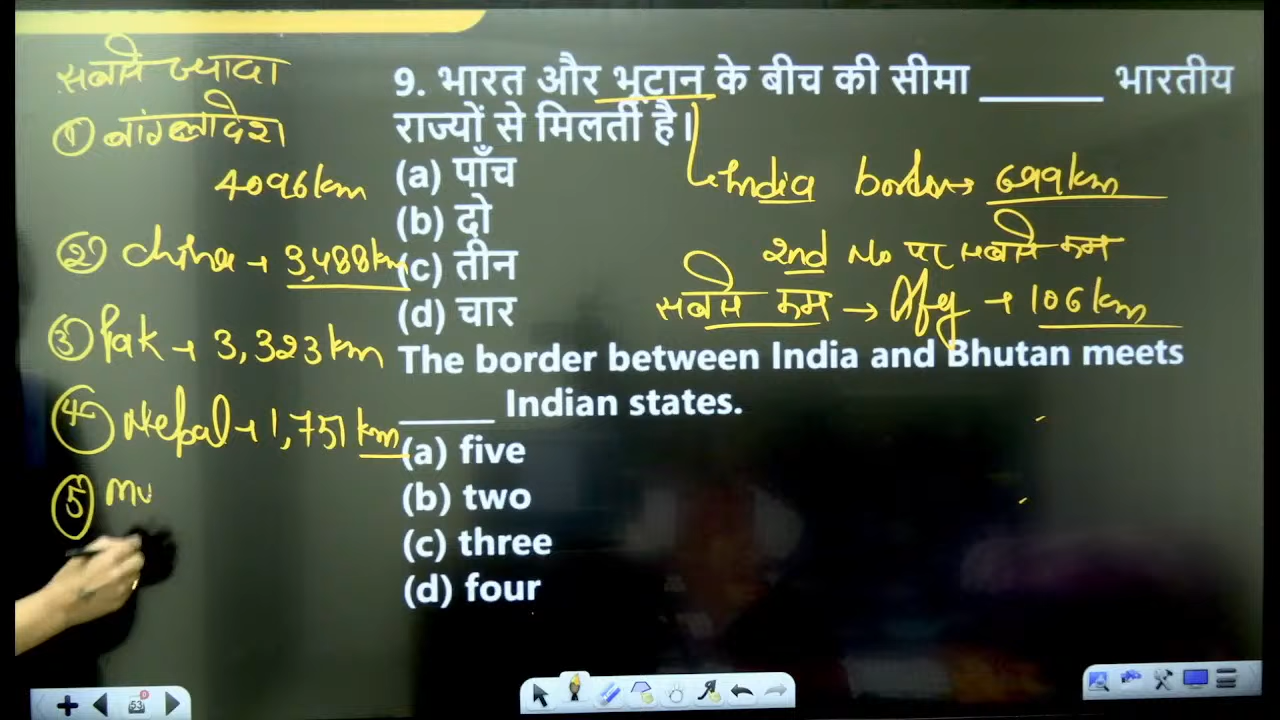 सबसे ज्यादा
① बांग्लादेश
4096km
② China → 3,488km
③ Pak → 3,323km
④ Nepal → 1,751km
⑤ My
9. भारत और भूटान के बीच की सीमा ______ भारतीय
राज्यों से मिलती है।
(a) पाँच
(b) दो
(c) तीन
(d) चार
India border → 699km
2nd No पर सबसे कम
सबसे कम → Afg → 106km
The border between India and Bhutan meets
______ Indian states.
(a) five
(b) two
(c) three
(d) four
53